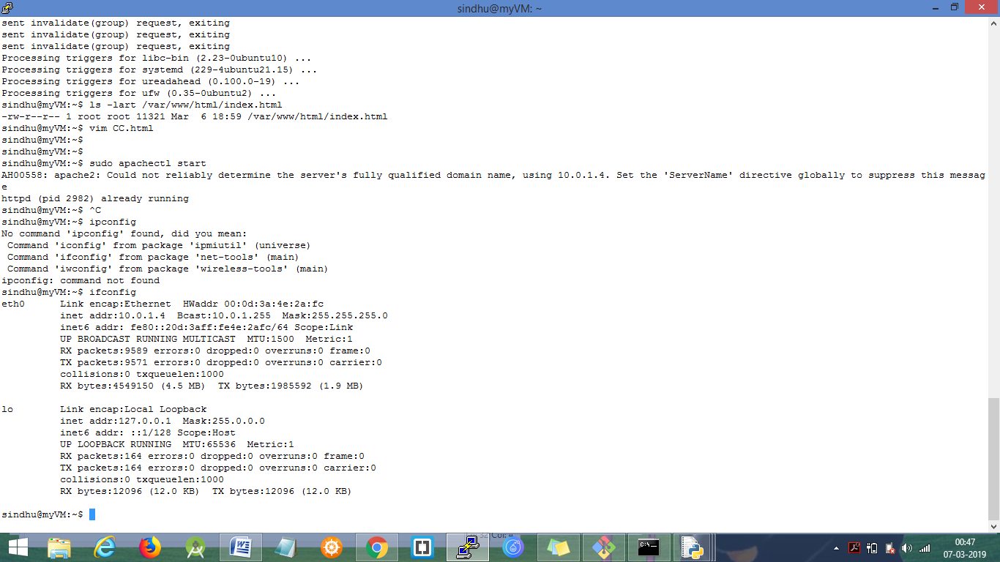 sindhu@myVM: ~
sent invalidate(group) request, exiting
sent invalidate(group) request, exiting
sent invalidate(group) request, exiting
Processing triggers for libc-bin (2.23-0ubuntu10) ...
Processing triggers for systemd (229-4ubuntu21.15) ...
Processing triggers for ureadahead (0.100.0-19) ...
Processing triggers for ufw (0.35-0ubuntu2) ...
sindhu@myVM:~$ ls -lart /var/www/html/index.html
-rw-r--r-- 1 root root 11321 Mar  6 18:59 /var/www/html/index.html
sindhu@myVM:~$ vim CC.html
sindhu@myVM:~$
sindhu@myVM:~$
sindhu@myVM:~$ sudo apachectl start
AH00558: apache2: Could not reliably determine the server's fully qualified domain name, using 10.0.1.4. Set the 'ServerName' directive globally to suppress this messag
e
httpd (pid 2982) already running
sindhu@myVM:~$ ^C
sindhu@myVM:~$ ipconfig
No command 'ipconfig' found, did you mean:
 Command 'iconfig' from package 'ipmiutil' (universe)
 Command 'ifconfig' from package 'net-tools' (main)
 Command 'iwconfig' from package 'wireless-tools' (main)
ipconfig: command not found
sindhu@myVM:~$ ifconfig
eth0      Link encap:Ethernet  HWaddr 00:0d:3a:4e:2a:fc
          inet addr:10.0.1.4  Bcast:10.0.1.255  Mask:255.255.255.0
          inet6 addr: fe80::20d:3aff:fe4e:2afc/64 Scope:Link
          UP BROADCAST RUNNING MULTICAST  MTU:1500  Metric:1
          RX packets:9589 errors:0 dropped:0 overruns:0 frame:0
          TX packets:9571 errors:0 dropped:0 overruns:0 carrier:0
          collisions:0 txqueuelen:1000
          RX bytes:4549150 (4.5 MB)  TX bytes:1985592 (1.9 MB)

lo        Link encap:Local Loopback
          inet addr:127.0.0.1  Mask:255.0.0.0
          inet6 addr: ::1/128 Scope:Host
          UP LOOPBACK RUNNING  MTU:65536  Metric:1
          RX packets:164 errors:0 dropped:0 overruns:0 frame:0
          TX packets:164 errors:0 dropped:0 overruns:0 carrier:0
          collisions:0 txqueuelen:1000
          RX bytes:12096 (12.0 KB)  TX bytes:12096 (12.0 KB)

sindhu@myVM:~$
00:47
07-03-2019